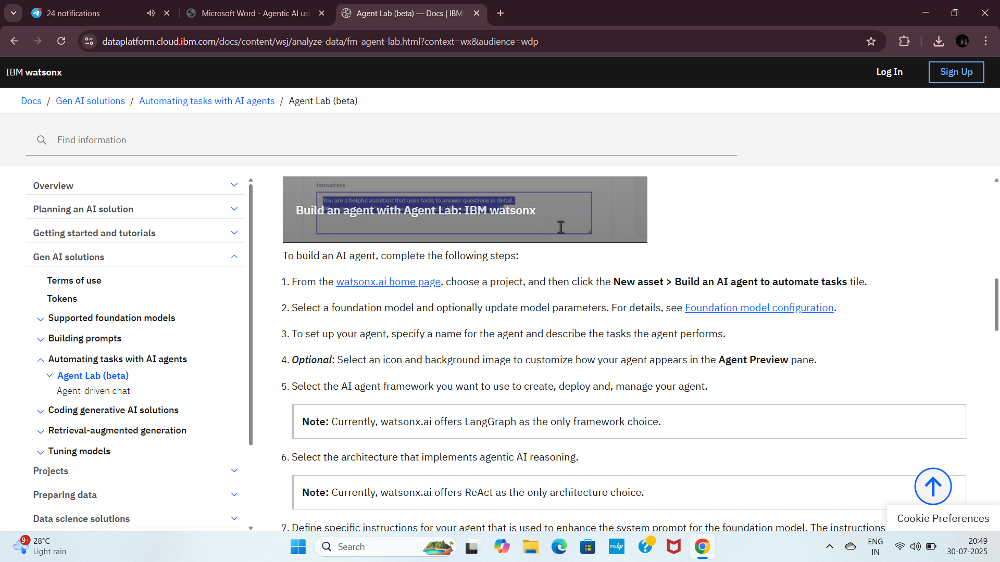 24 notifications
Microsoft Word - Agentic AI usi
Agent Lab (beta) — Docs | IBM
dataplatform.cloud.ibm.com/docs/content/wsj/analyze-data/fm-agent-lab.html?context=wx&audience=wdp
IBM watsonx
Log In
Sign Up
Docs / Gen AI solutions / Automating tasks with AI agents / Agent Lab (beta)
Find information
Overview
Planning an AI solution
Getting started and tutorials
Gen AI solutions
Terms of use
Tokens
Supported foundation models
Building prompts
Automating tasks with AI agents
Agent Lab (beta)
Agent-driven chat
Coding generative AI solutions
Retrieval-augmented generation
Tuning models
Projects
Preparing data
Data science solutions
Instructions
You are a helpful assistant that uses tools to answer questions in detail.
Build an agent with Agent Lab: IBM watsonx
To build an AI agent, complete the following steps:
1. From the watsonx.ai home page, choose a project, and then click the New asset > Build an AI agent to automate tasks tile.
2. Select a foundation model and optionally update model parameters. For details, see Foundation model configuration.
3. To set up your agent, specify a name for the agent and describe the tasks the agent performs.
4. Optional: Select an icon and background image to customize how your agent appears in the Agent Preview pane.
5. Select the AI agent framework you want to use to create, deploy and, manage your agent.
Note: Currently, watsonx.ai offers LangGraph as the only framework choice.
6. Select the architecture that implements agentic AI reasoning.
Note: Currently, watsonx.ai offers ReAct as the only architecture choice.
7. Define specific instructions for your agent that is used to enhance the system prompt for the foundation model. The instructions
Cookie Preferences
9+
28°C
Light rain
Search
myhp
ENG
IN
20:49
30-07-2025